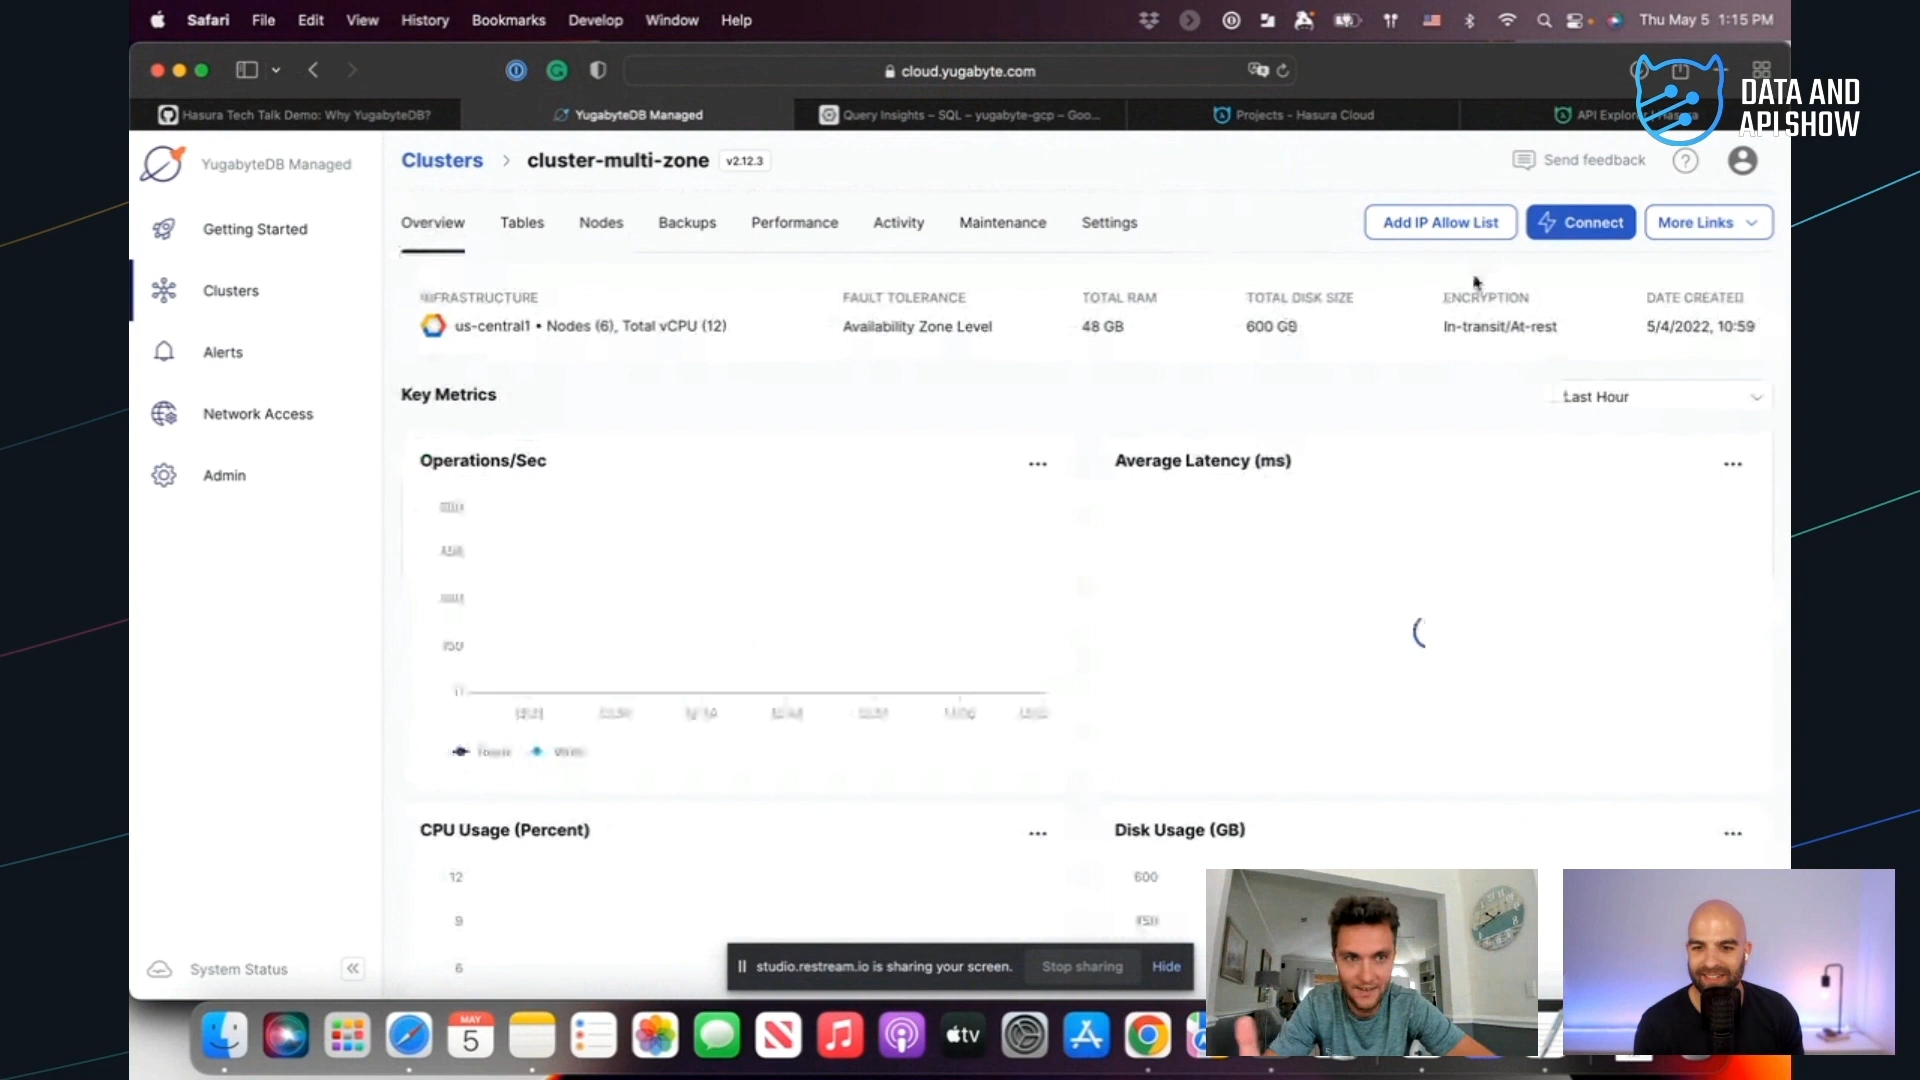 Safari File Edit View History Bookmarks Develop Window Help
Thu May 5 1:15 PM
cloud.yugabyte.com
Hasura Tech Talk Demo: Why YugabyteDB?
YugabyteDB Managed
Query Insights – SQL – yugabyte-gcp – Goo...
Projects - Hasura Cloud
API Explorer
DATA AND
API SHOW
YugabyteDB Managed
Getting Started
Clusters
Alerts
Network Access
Admin
System Status
Clusters > cluster-multi-zone v2.12.3
Send feedback
Overview Tables Nodes Backups Performance Activity Maintenance Settings
Add IP Allow List
Connect
More Links
INFRASTRUCTURE
us-central1 • Nodes (6), Total vCPU (12)
FAULT TOLERANCE
Availability Zone Level
TOTAL RAM
48 GB
TOTAL DISK SIZE
600 GB
ENCRYPTION
In-transit/At-rest
DATE CREATED
5/4/2022, 10:59
Key Metrics
Last Hour
Operations/Sec
Average Latency (ms)
CPU Usage (Percent)
12
9
6
Disk Usage (GB)
600
450
studio.restream.io is sharing your screen. Stop sharing Hide
MAY
5
tv